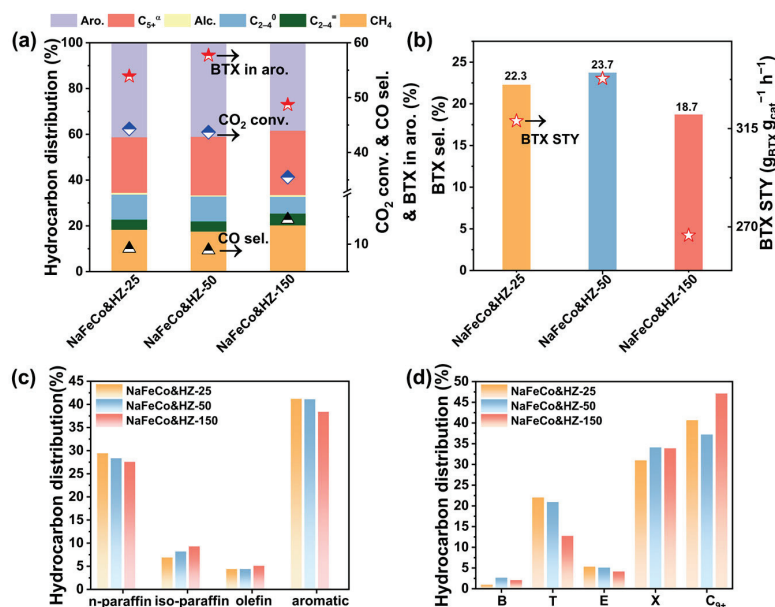 Aro. C₅₊ᵅ Alc. C₂₋₄⁰ C₂₋₄⁼ CH₄
(a)
Hydrocarbon distribution (%)
100
80
60
40
20
0
BTX in aro.
CO₂ conv.
CO sel.
60
50
40
10
CO₂ conv. & CO sel.
& BTX in aro. (%)
NaFeCo&HZ-25
NaFeCo&HZ-50
NaFeCo&HZ-150
(b)
BTX sel. (%)
25
20
15
10
5
0
22.3
23.7
18.7
BTX STY
315
270
BTX STY (g_BTX g_cat⁻¹ h⁻¹)
NaFeCo&HZ-25
NaFeCo&HZ-50
NaFeCo&HZ-150
(c)
Hydrocarbon distribution(%)
45
40
35
30
25
20
15
10
5
0
NaFeCo&HZ-25
NaFeCo&HZ-50
NaFeCo&HZ-150
n-paraffin iso-paraffin olefin aromatic
(d)
Hydrocarbon distribution (%)
50
45
40
35
30
25
20
15
10
5
0
NaFeCo&HZ-25
NaFeCo&HZ-50
NaFeCo&HZ-150
B T E X C₉₊